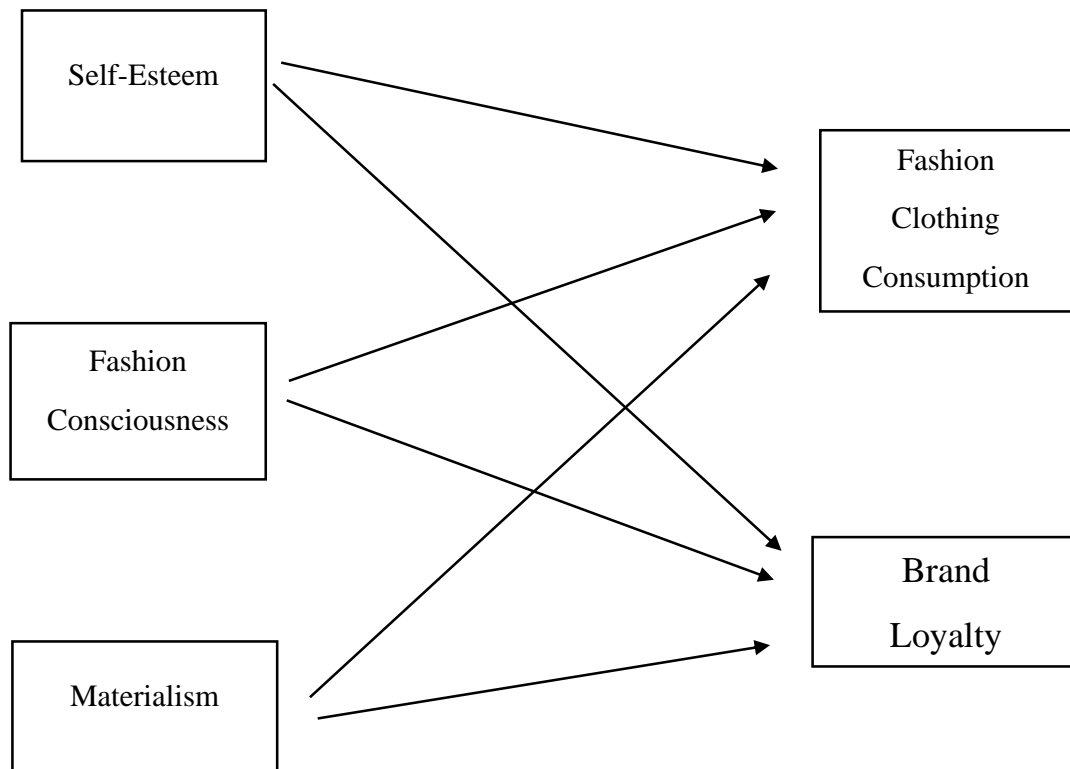 Self-Esteem
Fashion
Consciousness
Materialism
Fashion
Clothing
Consumption
Brand
Loyalty